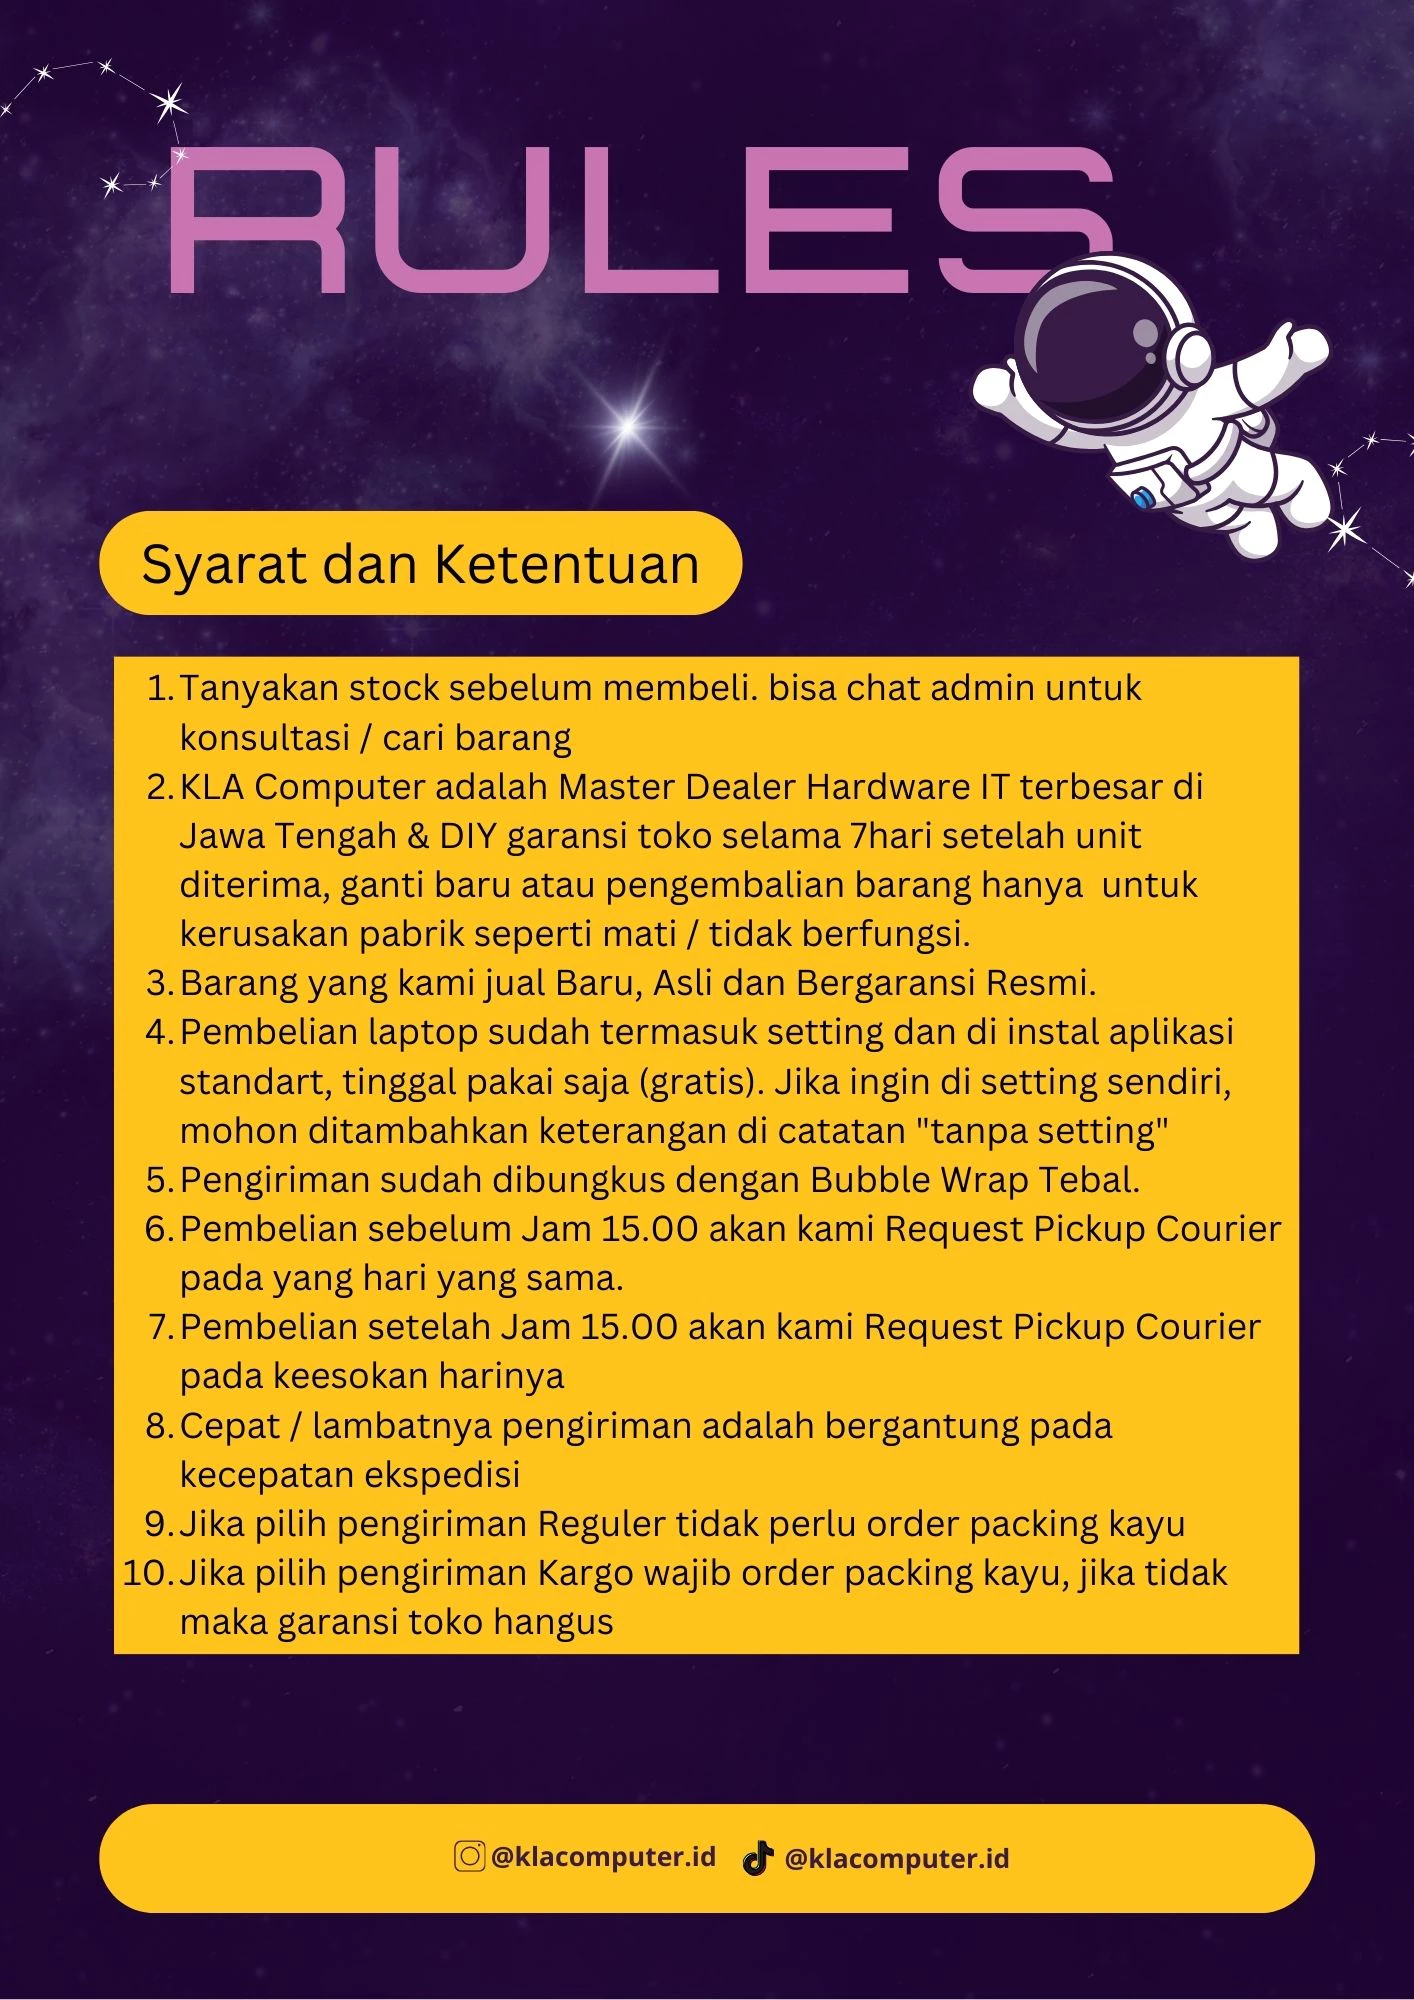 RULES
Syarat dan Ketentuan
1. Tanyakan stock sebelum membeli. bisa chat admin untuk
konsultasi / cari barang
2. KLA Computer adalah Master Dealer Hardware IT terbesar di
Jawa Tengah & DIY garansi toko selama 7hari setelah unit
diterima, ganti baru atau pengembalian barang hanya  untuk
kerusakan pabrik seperti mati / tidak berfungsi.
3. Barang yang kami jual Baru, Asli dan Bergaransi Resmi.
4. Pembelian laptop sudah termasuk setting dan di instal aplikasi
standart, tinggal pakai saja (gratis). Jika ingin di setting sendiri,
mohon ditambahkan keterangan di catatan "tanpa setting"
5. Pengiriman sudah dibungkus dengan Bubble Wrap Tebal.
6. Pembelian sebelum Jam 15.00 akan kami Request Pickup Courier
pada yang hari yang sama.
7. Pembelian setelah Jam 15.00 akan kami Request Pickup Courier
pada keesokan harinya
8. Cepat / lambatnya pengiriman adalah bergantung pada
kecepatan ekspedisi
9. Jika pilih pengiriman Reguler tidak perlu order packing kayu
10. Jika pilih pengiriman Kargo wajib order packing kayu, jika tidak
maka garansi toko hangus
@klacomputer.id @klacomputer.id